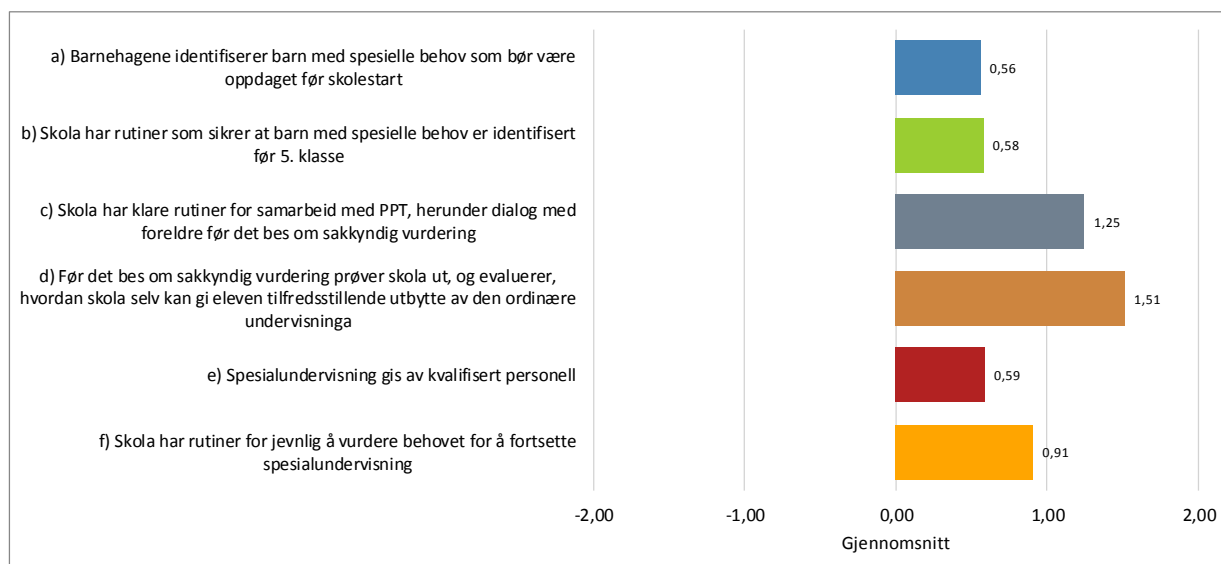 a) Barnehagene identifiserer barn med spesielle behov som bør være
oppdaget før skolestart
0,56
b) Skola har rutiner som sikrer at barn med spesielle behov er identifisert
før 5. klasse
0,58
c) Skola har klare rutiner for samarbeid med PPT, herunder dialog med
foreldre før det bes om sakkyndig vurdering
1,25
d) Før det bes om sakkyndig vurdering prøver skola ut, og evaluerer,
hvordan skola selv kan gi eleven tilfredsstillende utbytte av den ordinære
undervisninga
1,51
e) Spesialundervisning gis av kvalifisert personell
0,59
f) Skola har rutiner for jevnlig å vurdere behovet for å fortsette
spesialundervisning
0,91
-2,00 -1,00 0,00 1,00 2,00
Gjennomsnitt